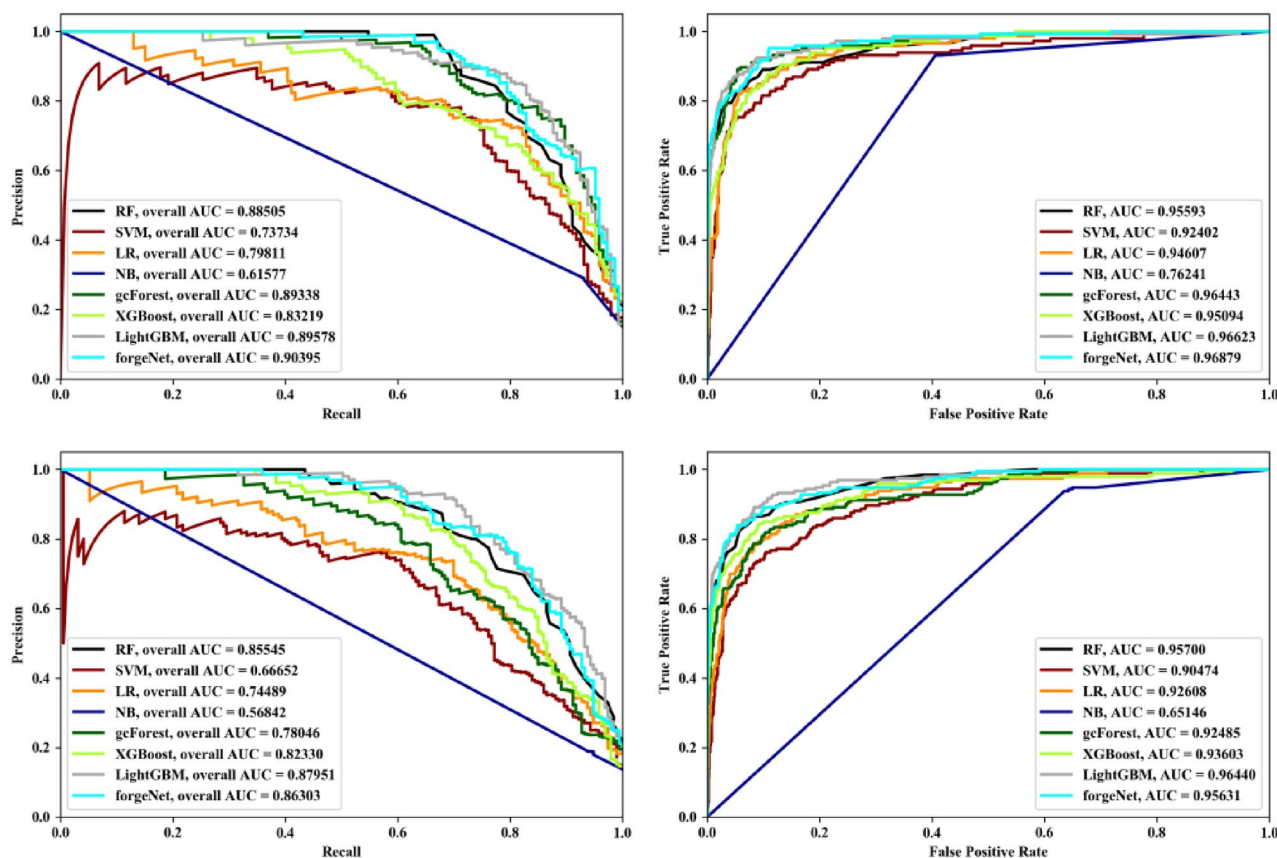 1.0
0.8
0.6
0.4
0.2
0.0
Precision
RF, overall AUC = 0.88505
SVM, overall AUC = 0.73734
LR, overall AUC = 0.79811
NB, overall AUC = 0.61577
gcForest, overall AUC = 0.89338
XGBoost, overall AUC = 0.83219
LightGBM, overall AUC = 0.89578
forgeNet, overall AUC = 0.90395
0.0 0.2 0.4 0.6 0.8 1.0
Recall
1.0
0.8
0.6
0.4
0.2
0.0
True Positive Rate
RF, AUC = 0.95593
SVM, AUC = 0.92402
LR, AUC = 0.94607
NB, AUC = 0.76241
gcForest, AUC = 0.96443
XGBoost, AUC = 0.95094
LightGBM, AUC = 0.96623
forgeNet, AUC = 0.96879
0.0 0.2 0.4 0.6 0.8 1.0
False Positive Rate
1.0
0.8
0.6
0.4
0.2
0.0
Precision
RF, overall AUC = 0.85545
SVM, overall AUC = 0.66652
LR, overall AUC = 0.74489
NB, overall AUC = 0.56842
gcForest, overall AUC = 0.78046
XGBoost, overall AUC = 0.82330
LightGBM, overall AUC = 0.87951
forgeNet, overall AUC = 0.86303
0.0 0.2 0.4 0.6 0.8 1.0
Recall
1.0
0.8
0.6
0.4
0.2
0.0
True Positive Rate
RF, AUC = 0.95700
SVM, AUC = 0.90474
LR, AUC = 0.92608
NB, AUC = 0.65146
gcForest, AUC = 0.92485
XGBoost, AUC = 0.93603
LightGBM, AUC = 0.96440
forgeNet, AUC = 0.95631
0.0 0.2 0.4 0.6 0.8 1.0
False Positive Rate